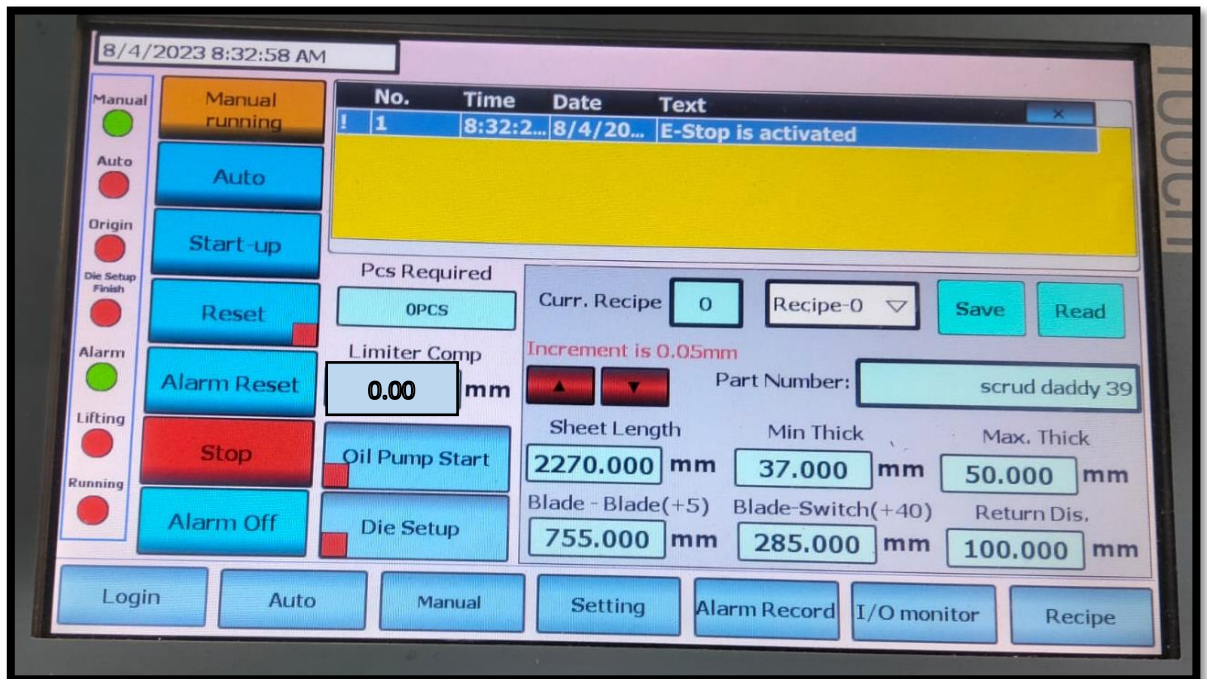 8/4/2023 8:32:58 AM
Manual
Manual running
No. Time Date Text
×
! 1 8:32:2... 8/4/20... E-Stop is activated
Auto
Auto
Origin
Start-up
Die Setup Finish
Reset
Pcs Required
0PCS
Curr. Recipe 0 Recipe-0 Save Read
Alarm
Alarm Reset
Limiter Comp
0.00 mm
Increment is 0.05mm
▲ ▼
Part Number: scrud daddy 39
Lifting
Stop
Oil Pump Start
Sheet Length Min Thick Max. Thick
2270.000 mm 37.000 mm 50.000 mm
Running
Alarm Off
Die Setup
Blade - Blade(+5) Blade-Switch(+40) Return Dis.
755.000 mm 285.000 mm 100.000 mm
Login Auto Manual Setting Alarm Record I/O monitor Recipe